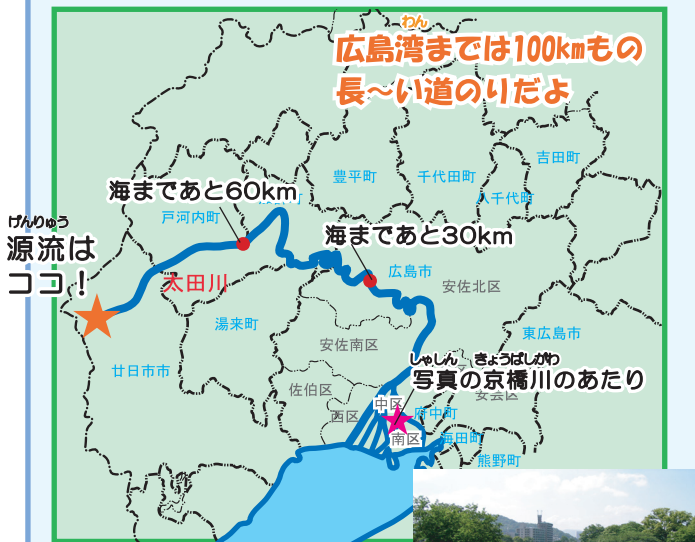 わん
広島湾までは100kmもの
長〜い道のりだよ
吉田町
豊平町
千代田町
八千代町
海まであと60km
戸河内町
げんりゅう
源流は
ココ！
海まであと30km
太田川
広島市
安佐北区
湯来町
東広島市
安佐南区
しゅしん きょうばしがわ
写真の京橋川のあたり
廿日市市
佐伯区
安芸区
中区
府中町
西区
南区
海田町
熊野町